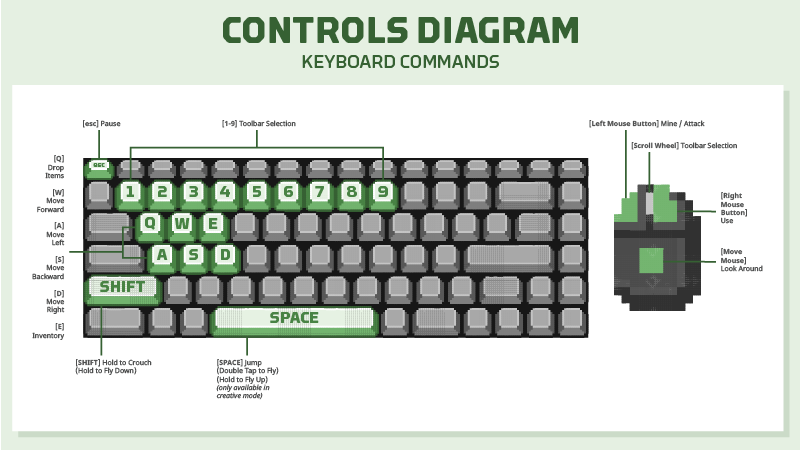 CONTROLS DIAGRAM
KEYBOARD COMMANDS
[esc] Pause
[1-9] Toolbar Selection
[Left Mouse Button] Mine / Attack
[Scroll Wheel] Toolbar Selection
[Q]
Drop
Items
[W]
Move
Forward
[A]
Move
Left
[S]
Move
Backward
[D]
Move
Right
[E]
Inventory
esc
1 2 3 4 5 6 7 8 9
Q W E
A S D
SHIFT
SPACE
[Right
Mouse
Button]
Use
[Move
Mouse]
Look Around
[SHIFT] Hold to Crouch
(Hold to Fly Down)
[SPACE] Jump
(Double Tap to Fly)
(Hold to Fly Up)
(only available in
creative mode)